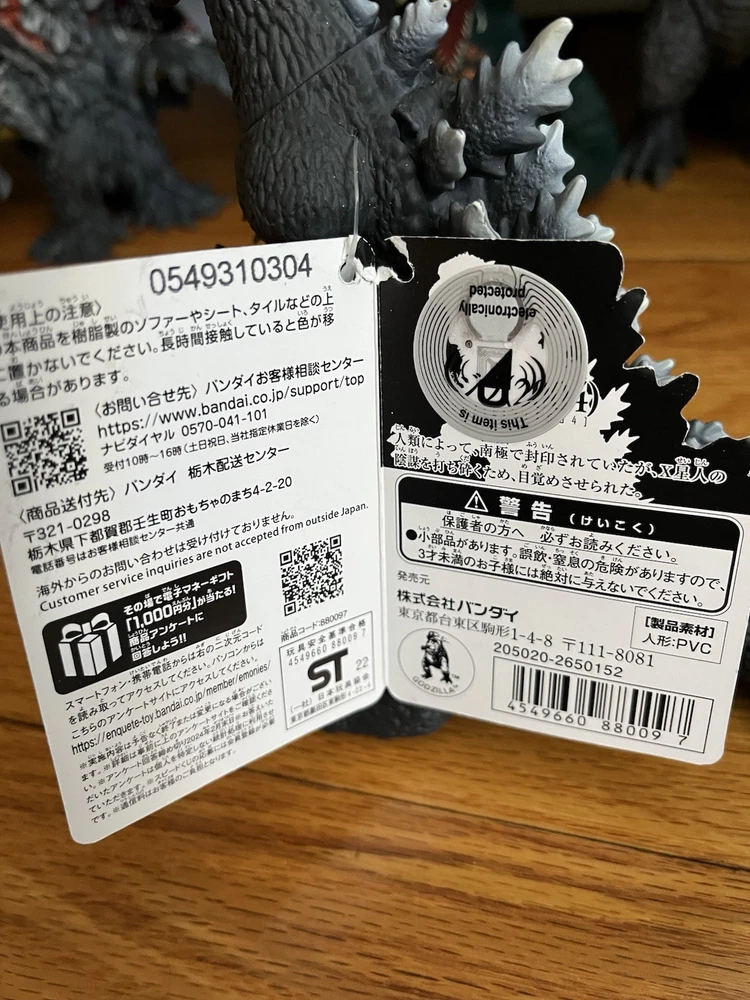 0549310304
使用上の注意〉
本商品を樹脂製のソファーやシート、タイルなどの上
に置かないでください。長時間接触していると色が移
る場合があります。
〈お問い合せ先〉バンダイお客様相談センター
https://www.bandai.co.jp/support/top
ナビダイヤル 0570-041-101
受付10時〜16時(土日祝日、当社指定休業日を除く)
〈商品送付先〉バンダイ 栃木配送センター
〒321-0298
栃木県下都賀郡壬生町おもちゃのまち4-2-20
電話番号はお客様相談センター共通
海外からのお問い合わせは受け付けておりません。
Customer service inquiries are not accepted from outside Japan.
その場で電子マネーギフト
「1,000円分」が当たる!
商品アンケートに
回答しよう!!
スマートフォン・携帯電話からは右の二次元コード
を読み取ってアクセスしてください。パソコンからは
こちらのアンケートサイトにアクセスしてください。
https://enquete-toy.bandai.co.jp/member/emonies/
商品コード:880097
玩具安全基準合格
4549660 88009 7
ST 22
(一社)日本玩具協会
This item is
electronically
protected
人類によって、南極で封印されていたが、X星人の
陰謀を打ち砕くため、目覚めさせられた。
警告 (けいこく)
保護者の方へ 必ずお読みください。
●小部品があります。誤飲、窒息の危険がありますので、
3才未満のお子様には絶対に与えないでください。
発売元
株式会社バンダイ
東京都台東区駒形1-4-8 〒111-8081
205020-2650152
【製品素材】
人形:PVC
GODZILLA
4549660 88009 7